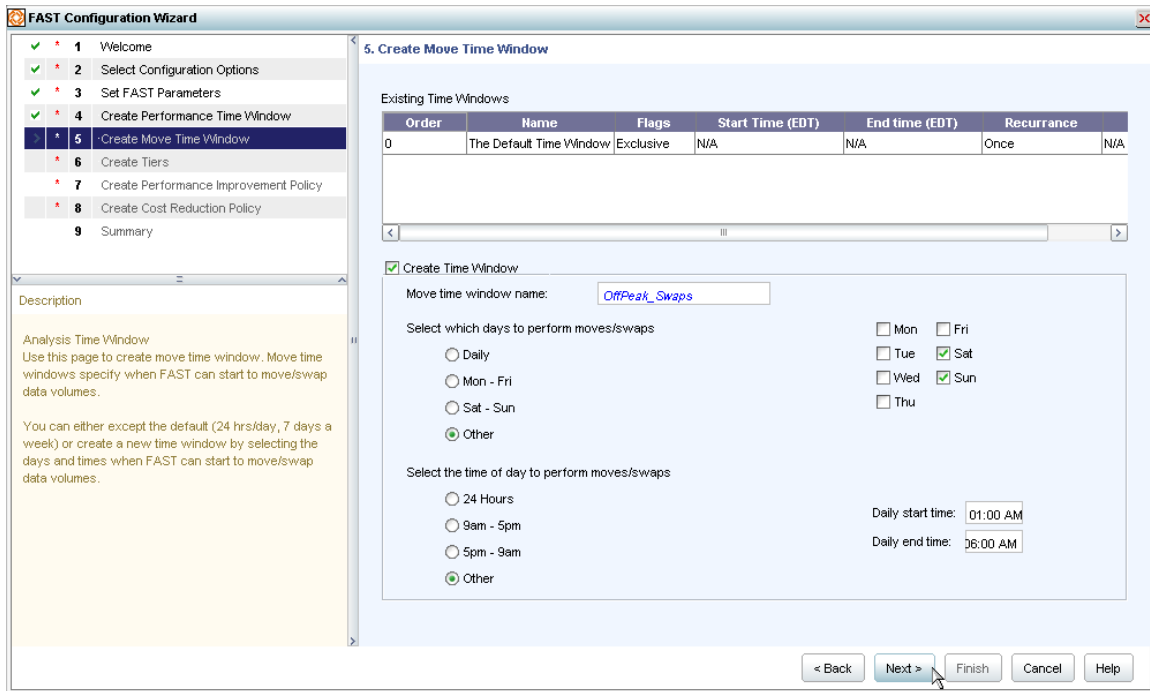 FAST Configuration Wizard
* 1 Welcome
* 2 Select Configuration Options
* 3 Set FAST Parameters
* 4 Create Performance Time Window
* 5 Create Move Time Window
* 6 Create Tiers
* 7 Create Performance Improvement Policy
* 8 Create Cost Reduction Policy
9 Summary
Description
Analysis Time Window
Use this page to create move time window. Move time
windows specify when FAST can start to move/swap
data volumes.
You can either except the default (24 hrs/day, 7 days a
week) or create a new time window by selecting the
days and times when FAST can start to move/swap
data volumes.
5. Create Move Time Window
Existing Time Windows
Order Name Flags Start Time (EDT) End time (EDT) Recurrance
0 The Default Time Window Exclusive N/A N/A Once N/A
Create Time Window
Move time window name: OffPeak_Swaps
Select which days to perform moves/swaps
Daily
Mon - Fri
Sat - Sun
Other
Mon Fri
Tue Sat
Wed Sun
Thu
Select the time of day to perform moves/swaps
24 Hours
9am - 5pm
5pm - 9am
Other
Daily start time: 01:00 AM
Daily end time: 06:00 AM
< Back Next > Finish Cancel Help